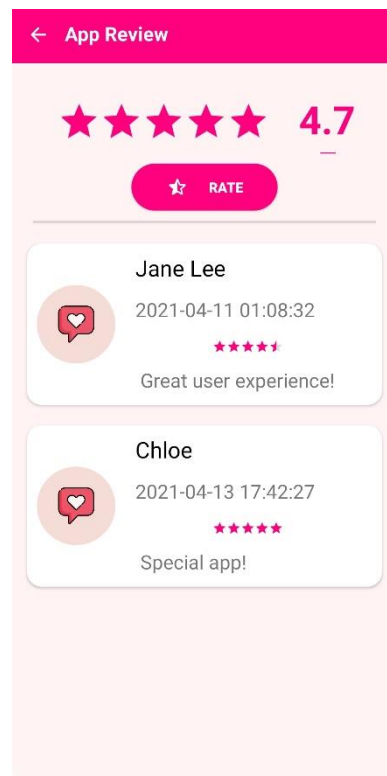 App Review
4.7
RATE
Jane Lee
2021-04-11 01:08:32
Great user experience!
Chloe
2021-04-13 17:42:27
Special app!